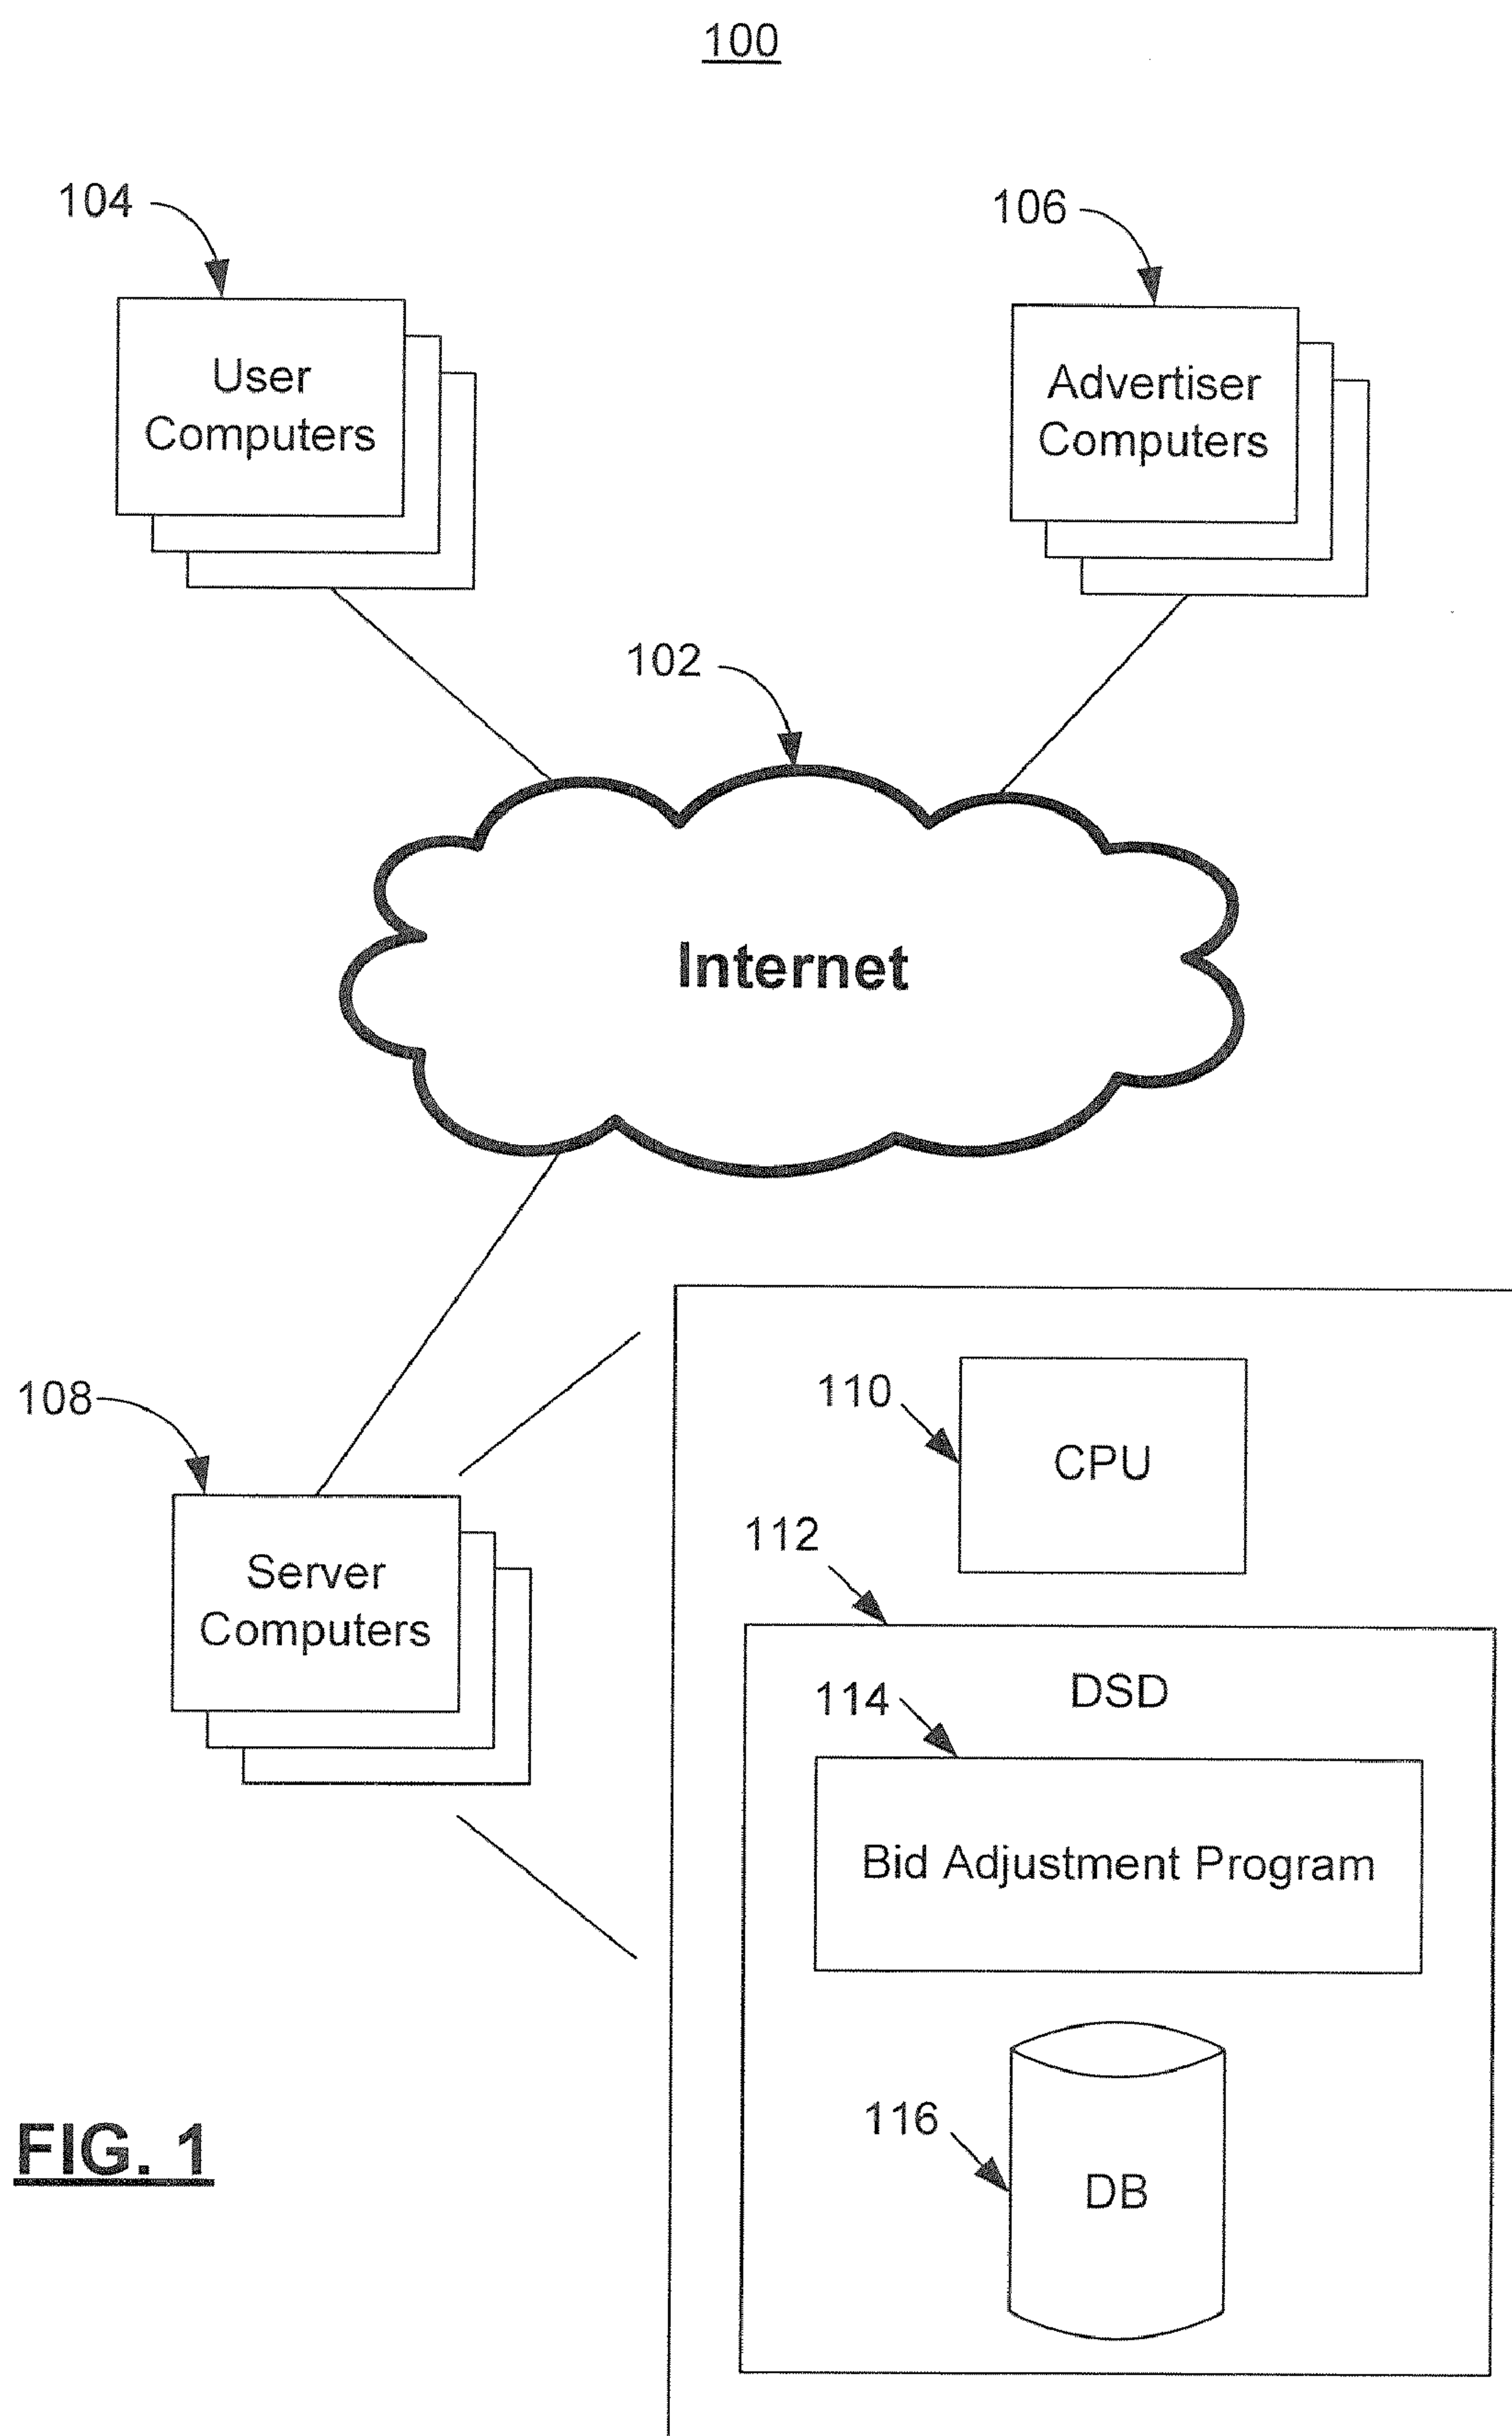 100
104
106
User
Computers
Advertiser
Computers
102
Internet
108
Server
Computers
110
CPU
112
DSD
114
Bid Adjustment Program
116
DB
FIG. 1